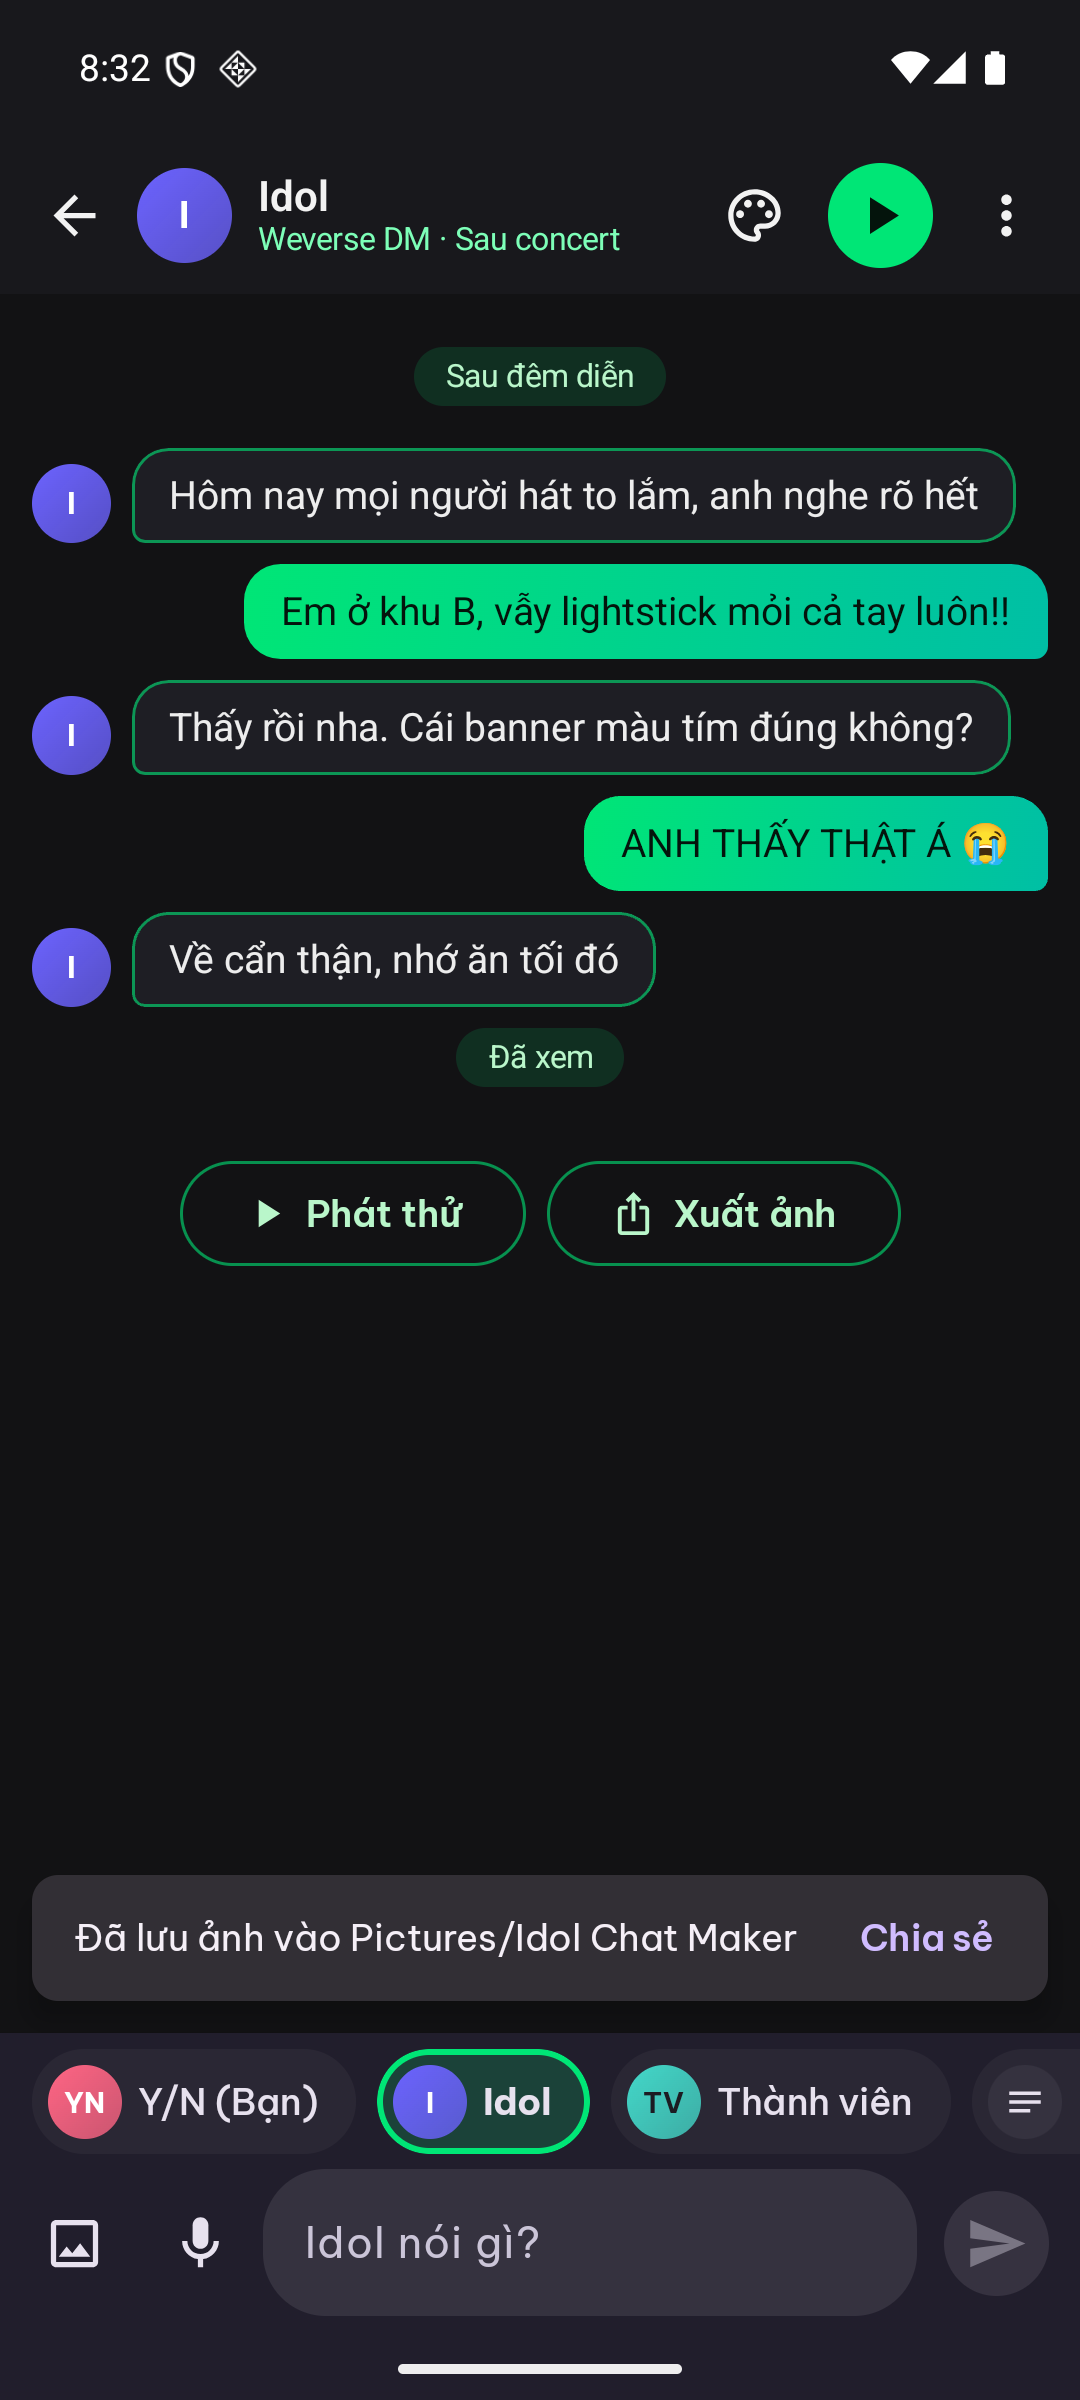 8:32
I
Idol
Weverse DM · Sau concert
Sau đêm diễn
I
Hôm nay mọi người hát to lắm, anh nghe rõ hết
Em ở khu B, vẫy lightstick mỏi cả tay luôn!!
I
Thấy rồi nha. Cái banner màu tím đúng không?
ANH THẤY THẬT Á 😭
I
Về cẩn thận, nhớ ăn tối đó
Đã xem
Phát thử
Xuất ảnh
Đã lưu ảnh vào Pictures/Idol Chat Maker
Chia sẻ
YN
Y/N (Bạn)
I
Idol
TV
Thành viên
Idol nói gì?